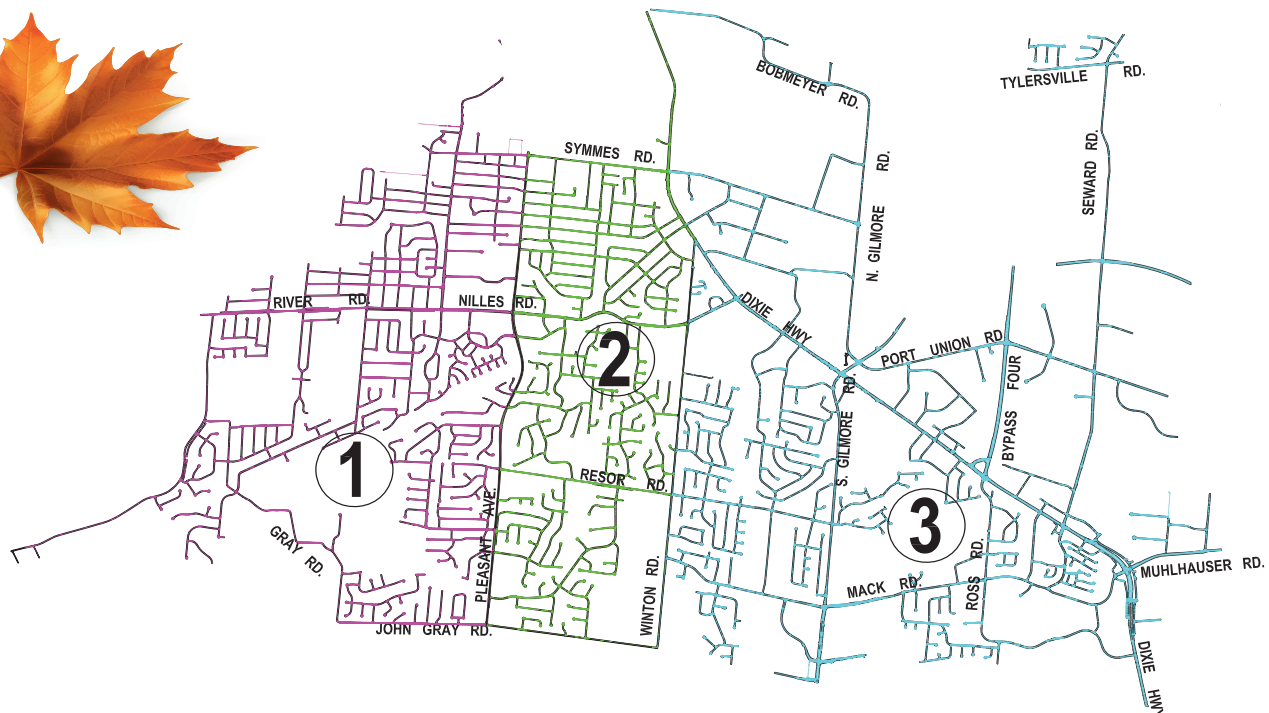 BOBMEYER RD.
TYLERSVILLE RD.
SYMMES RD.
SEWARD RD.
N. GILMORE RD.
RIVER RD.
NILLES RD.
DIXIE HWY
PORT UNION RD.
2
BYPASS FOUR
S. GILMORE RD.
1
RESOR RD.
PLEASANT AVE.
3
GRAY RD.
WINTON RD.
MACK RD.
ROSS RD.
MUHLHAUSER RD.
JOHN GRAY RD.
DIXIE HWY